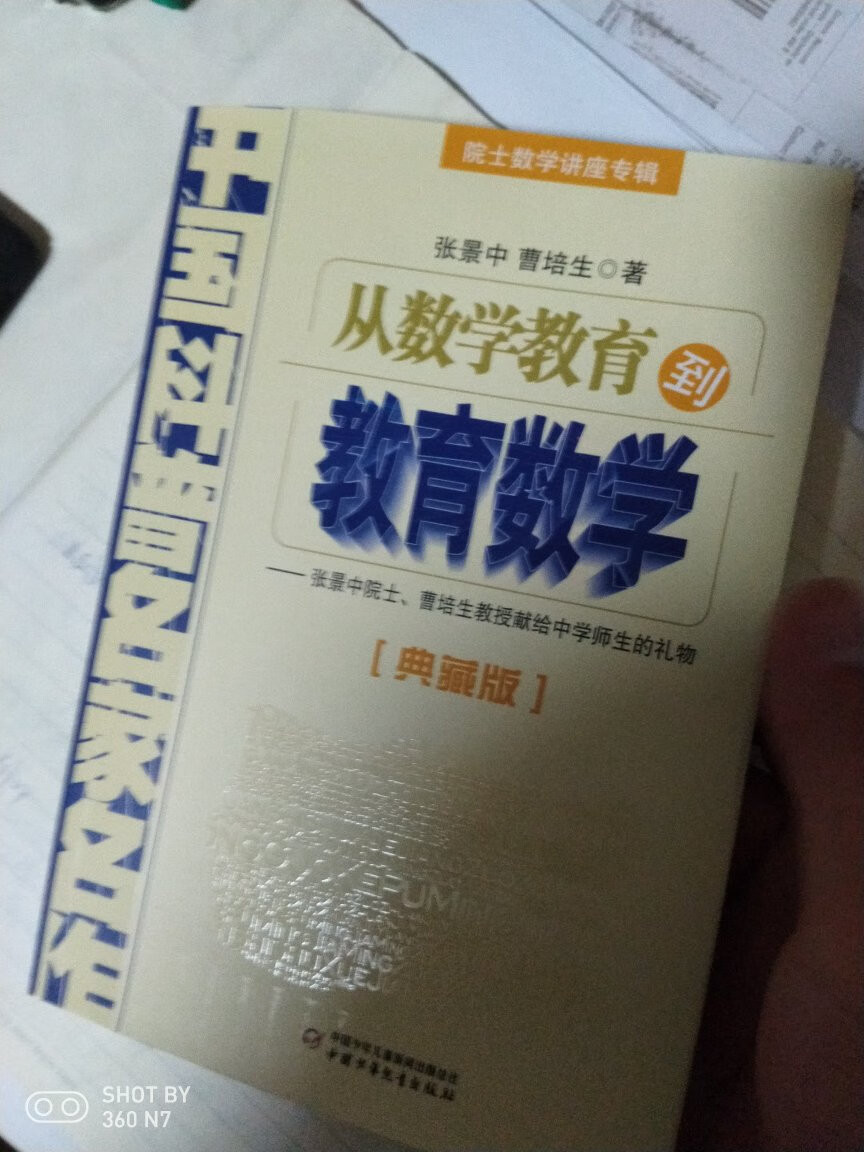 院士数学讲座专辑
张景中 曹培生◎著
从数学教育到
教育数学
——张景中院士、曹培生教授献给中学师生的礼物
[典藏版]
中国科普名家名作
SHOT BY
360 N7